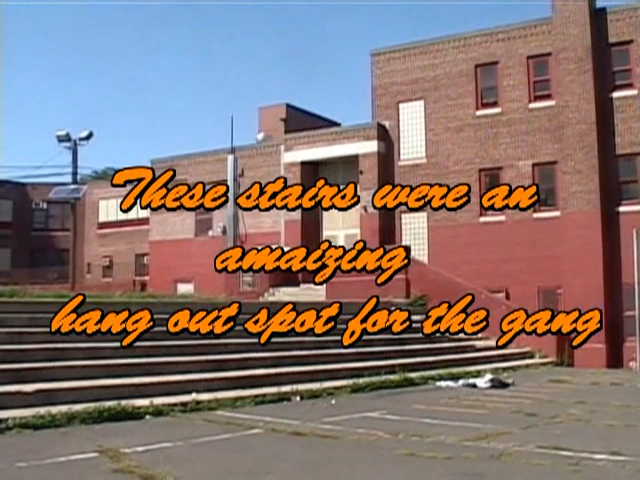 These stairs were an
amaizing
hang out spot for the gang